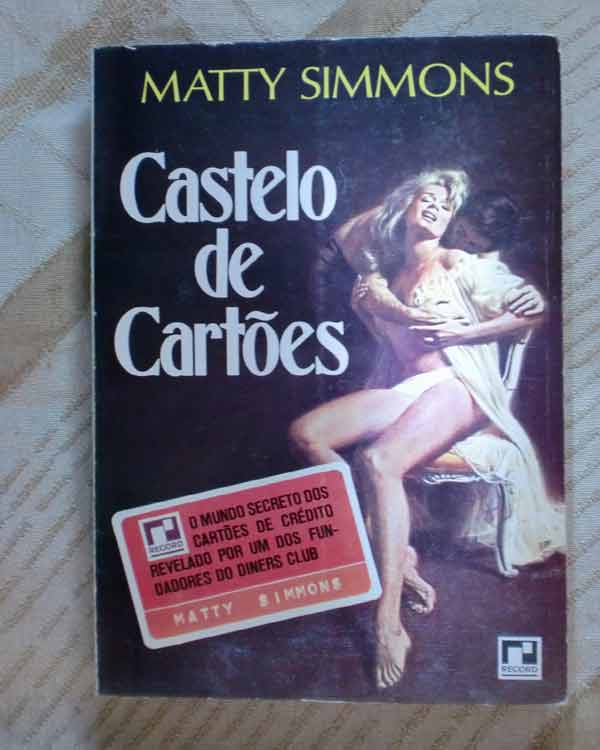 MATTY SIMMONS
Castelo
de
Cartões
RECORD
O MUNDO SECRETO DOS
CARTÕES DE CRÉDITO
REVELADO POR UM DOS FUN-
DADORES DO DINERS CLUB
MATTY SIMMONS
RECORD